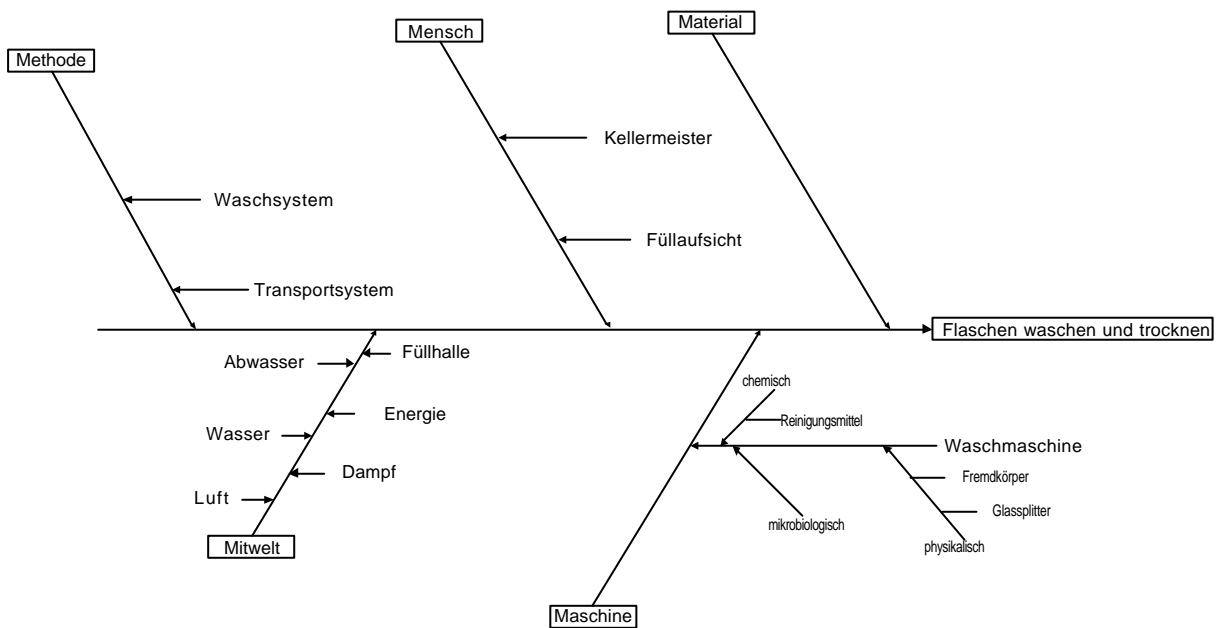 Material
Mensch
Methode
Kellermeister
Waschsystem
Füllaufsicht
Transportsystem
Flaschen waschen und trocknen
Füllhalle
Abwasser
chemisch
Energie
Reinigungsmittel
Wasser
Waschmaschine
Dampf
Fremdkörper
Luft
Glassplitter
mikrobiologisch
Mitwelt
physikalisch
Maschine